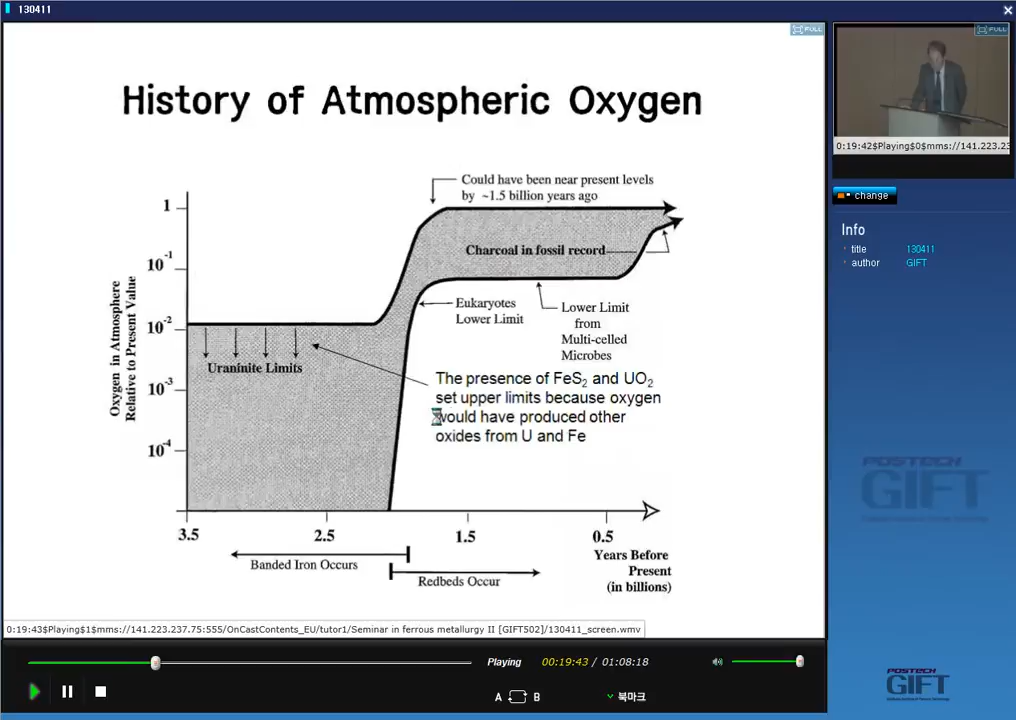 130411
FULL
History of Atmospheric Oxygen
Could have been near present levels
by ~1.5 billion years ago
1
Charcoal in fossil record
10⁻¹
Eukaryotes
Lower Limit
Lower Limit
from
Multi-celled
Microbes
Oxygen in Atmosphere
Relative to Present Value
10⁻²
Uraninite Limits
The presence of FeS₂ and UO₂
set upper limits because oxygen
would have produced other
oxides from U and Fe
10⁻³
10⁻⁴
3.5
2.5
1.5
0.5
Years Before
Present
(in billions)
Banded Iron Occurs
Redbeds Occur
0:19:43$Playing$1$mms://141.223.237.75:555/OnCastContents_EU/tutor1/Seminar in ferrous metallurgy II [GIFT502]/130411_screen.wmv
Playing
00:19:43 / 01:08:18
A
B
북마크
FULL
0:19:42$Playing$0$mms://141.223.23
change
Info
title 130411
author GIFT
POSTECH
GIFT
POSTECH
GIFT